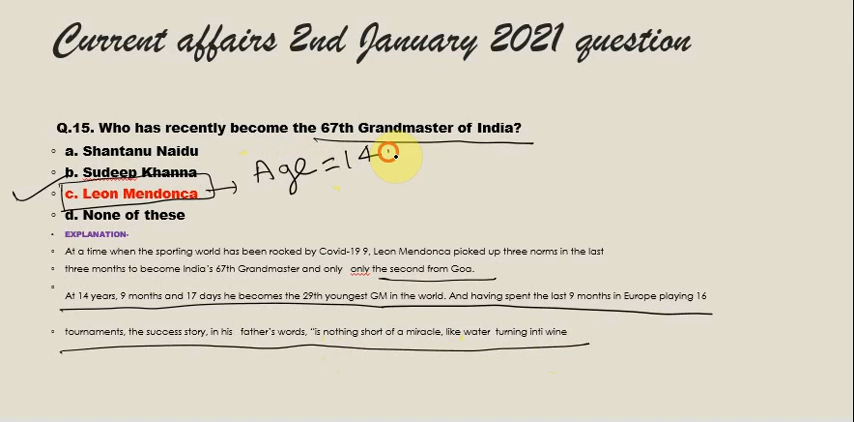 Current affairs 2nd January 2021 question
Q.15. Who has recently become the 67th Grandmaster of India?
a. Shantanu Naidu
b. Sudeep Khanna
c. Leon Mendonca
d. None of these
Age = 14
EXPLANATION-
At a time when the sporting world has been rocked by Covid-19 9, Leon Mendonca picked up three norms in the last
three months to become India's 67th Grandmaster and only only the second from Goa.
At 14 years, 9 months and 17 days he becomes the 29th youngest GM in the world. And having spent the last 9 months in Europe playing 16
tournaments, the success story, in his father's words, "is nothing short of a miracle, like water turning inti wine